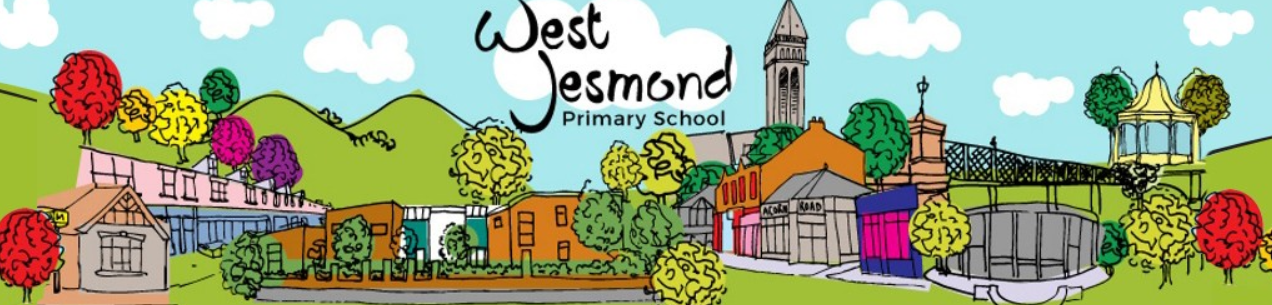 West
Jesmond
Primary School
ACORN ROAD